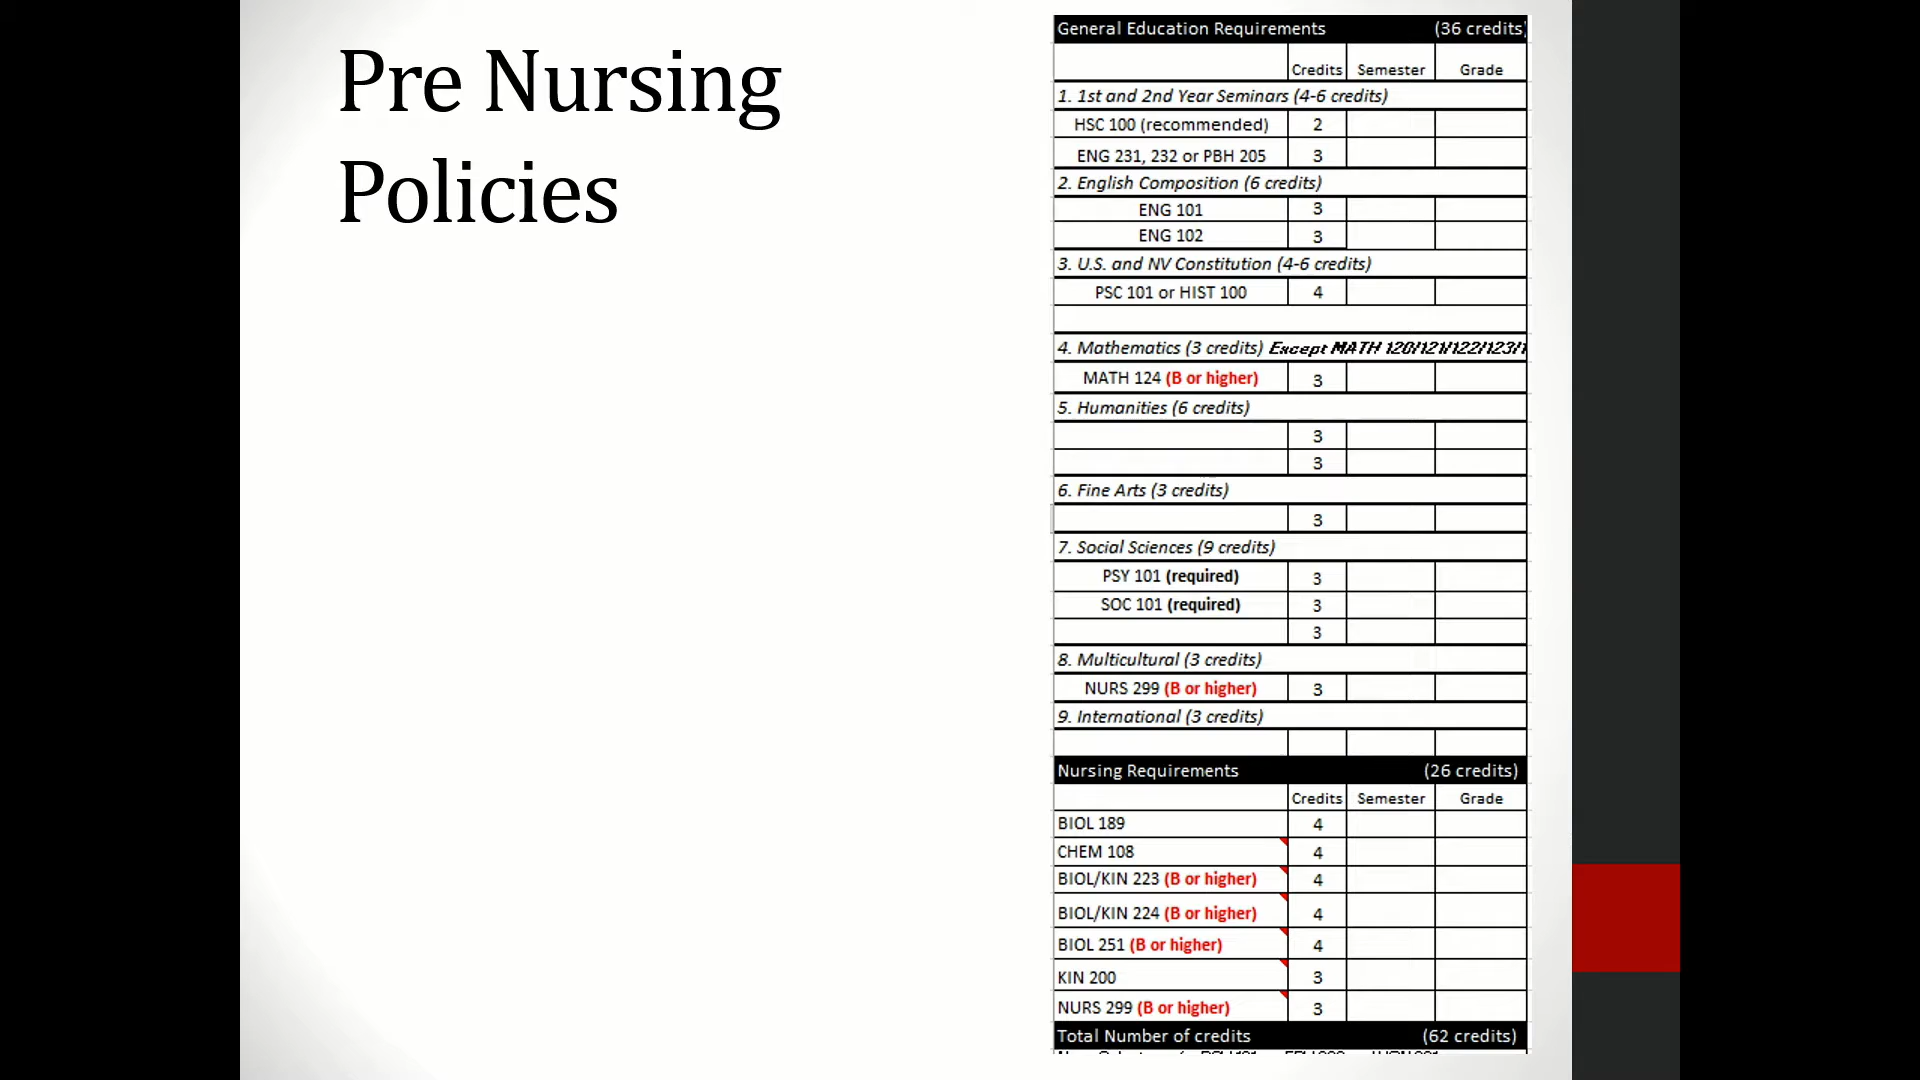 Pre Nursing
Policies
General Education Requirements (36 credits)
Credits Semester Grade
1. 1st and 2nd Year Seminars (4-6 credits)
HSC 100 (recommended) 2
ENG 231, 232 or PBH 205 3
2. English Composition (6 credits)
ENG 101 3
ENG 102 3
3. U.S. and NV Constitution (4-6 credits)
PSC 101 or HIST 100 4
4. Mathematics (3 credits) Except MATH 120/121/122/123/1
MATH 124 (B or higher) 3
5. Humanities (6 credits)
3
3
6. Fine Arts (3 credits)
3
7. Social Sciences (9 credits)
PSY 101 (required) 3
SOC 101 (required) 3
3
8. Multicultural (3 credits)
NURS 299 (B or higher) 3
9. International (3 credits)
Nursing Requirements (26 credits)
Credits Semester Grade
BIOL 189 4
CHEM 108 4
BIOL/KIN 223 (B or higher) 4
BIOL/KIN 224 (B or higher) 4
BIOL 251 (B or higher) 4
KIN 200 3
NURS 299 (B or higher) 3
Total Number of credits (62 credits)